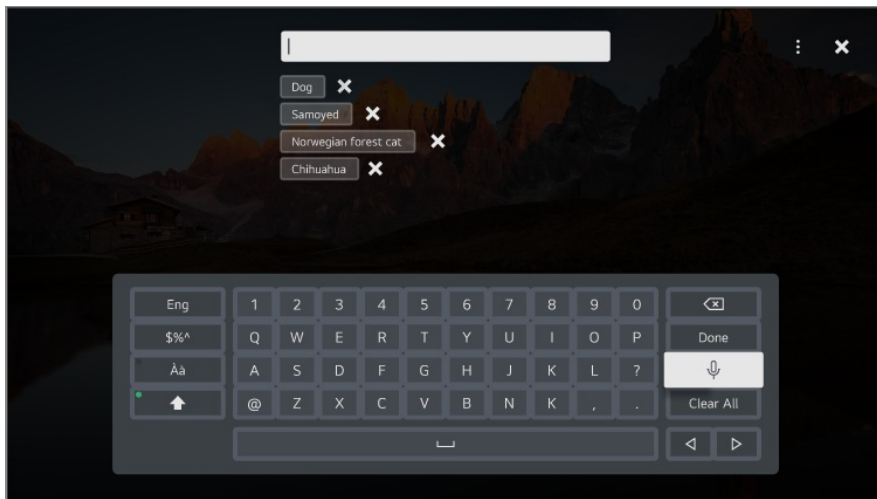 Dog
Samoyed
Norwegian forest cat
Chihuahua
Eng 1 2 3 4 5 6 7 8 9 0
$%^ Q W E R T Y U I O P Done
Àà A S D F G H J K L ?
@ Z X C V B N K , . Clear All